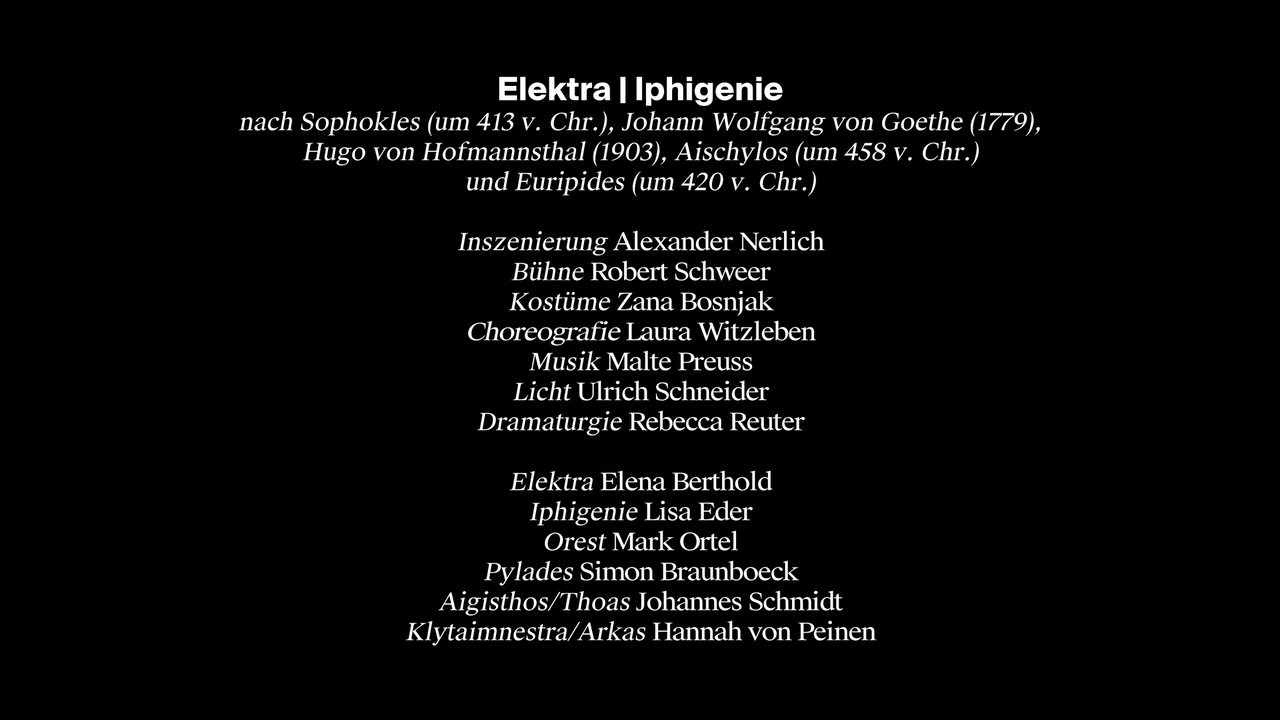 Elektra | Iphigenie
nach Sophokles (um 413 v. Chr.), Johann Wolfgang von Goethe (1779),
Hugo von Hofmannsthal (1903), Aischylos (um 458 v. Chr.)
und Euripides (um 420 v. Chr.)
Inszenierung Alexander Nerlich
Bühne Robert Schweer
Kostüme Zana Bosnjak
Choreografie Laura Witzleben
Musik Malte Preuss
Licht Ulrich Schneider
Dramaturgie Rebecca Reuter
Elektra Elena Berthold
Iphigenie Lisa Eder
Orest Mark Ortel
Pylades Simon Braunboeck
Aigisthos/Thoas Johannes Schmidt
Klytaimnestra/Arkas Hannah von Peinen